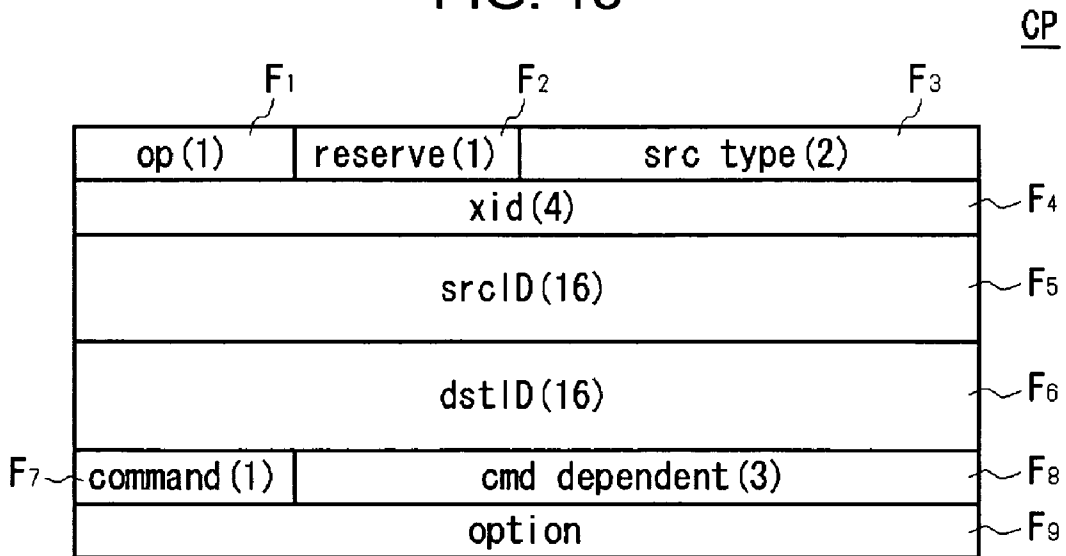 CP
F1 F2 F3
op(1) reserve(1) src type(2)
xid(4) F4
srcID(16) F5
dstID(16) F6
F7 command(1) cmd dependent(3) F8
option F9